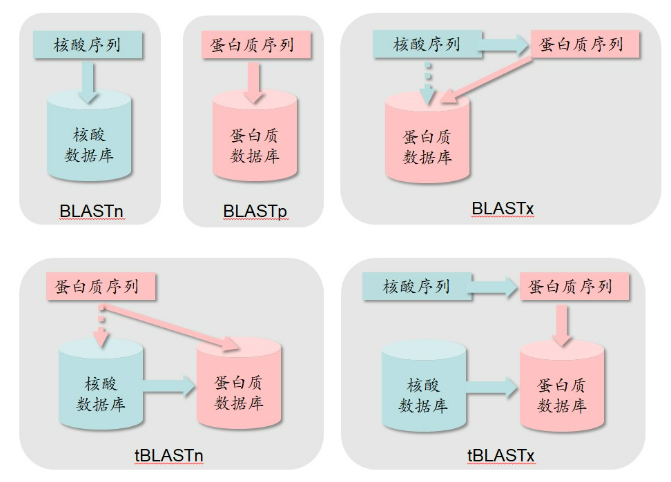 核酸序列
核酸
数据库
BLASTn
蛋白质序列
蛋白质
数据库
BLASTp
核酸序列
蛋白质序列
蛋白质
数据库
BLASTx
蛋白质序列
核酸
数据库
蛋白质
数据库
tBLASTn
核酸序列
蛋白质序列
核酸
数据库
蛋白质
数据库
tBLASTx